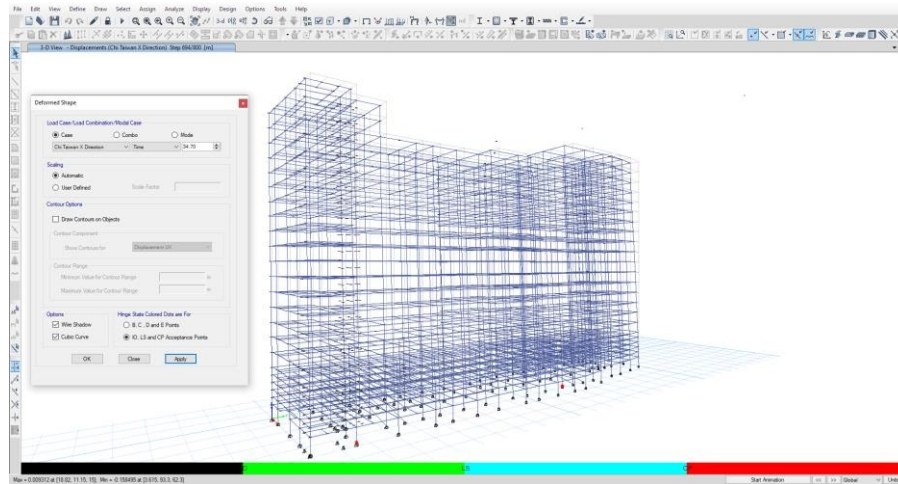 File Edit View Define Draw Select Assign Analyze Display Design Options Tools Help
3-D View - Displacements (Chi Taiwan X Direction) Step 694/800 [m]
Deformed Shape
Load Case/Load Combination/Modal Case
Case Combo Mode
Chi Taiwan X Direction Time 34.70
Scaling
Automatic
User Defined Scale Factor
Contour Options
Draw Contours on Objects
Contour Component
Show Contours for Displacement UX
Contour Range
Minimum Value for Contour Range m
Maximum Value for Contour Range m
Options Hinge State Colored Dots are For
Wire Shadow B, C, D and E Points
Cubic Curve IO, LS and CP Acceptance Points
OK Close Apply
LS CP
Start Animation << >> Global